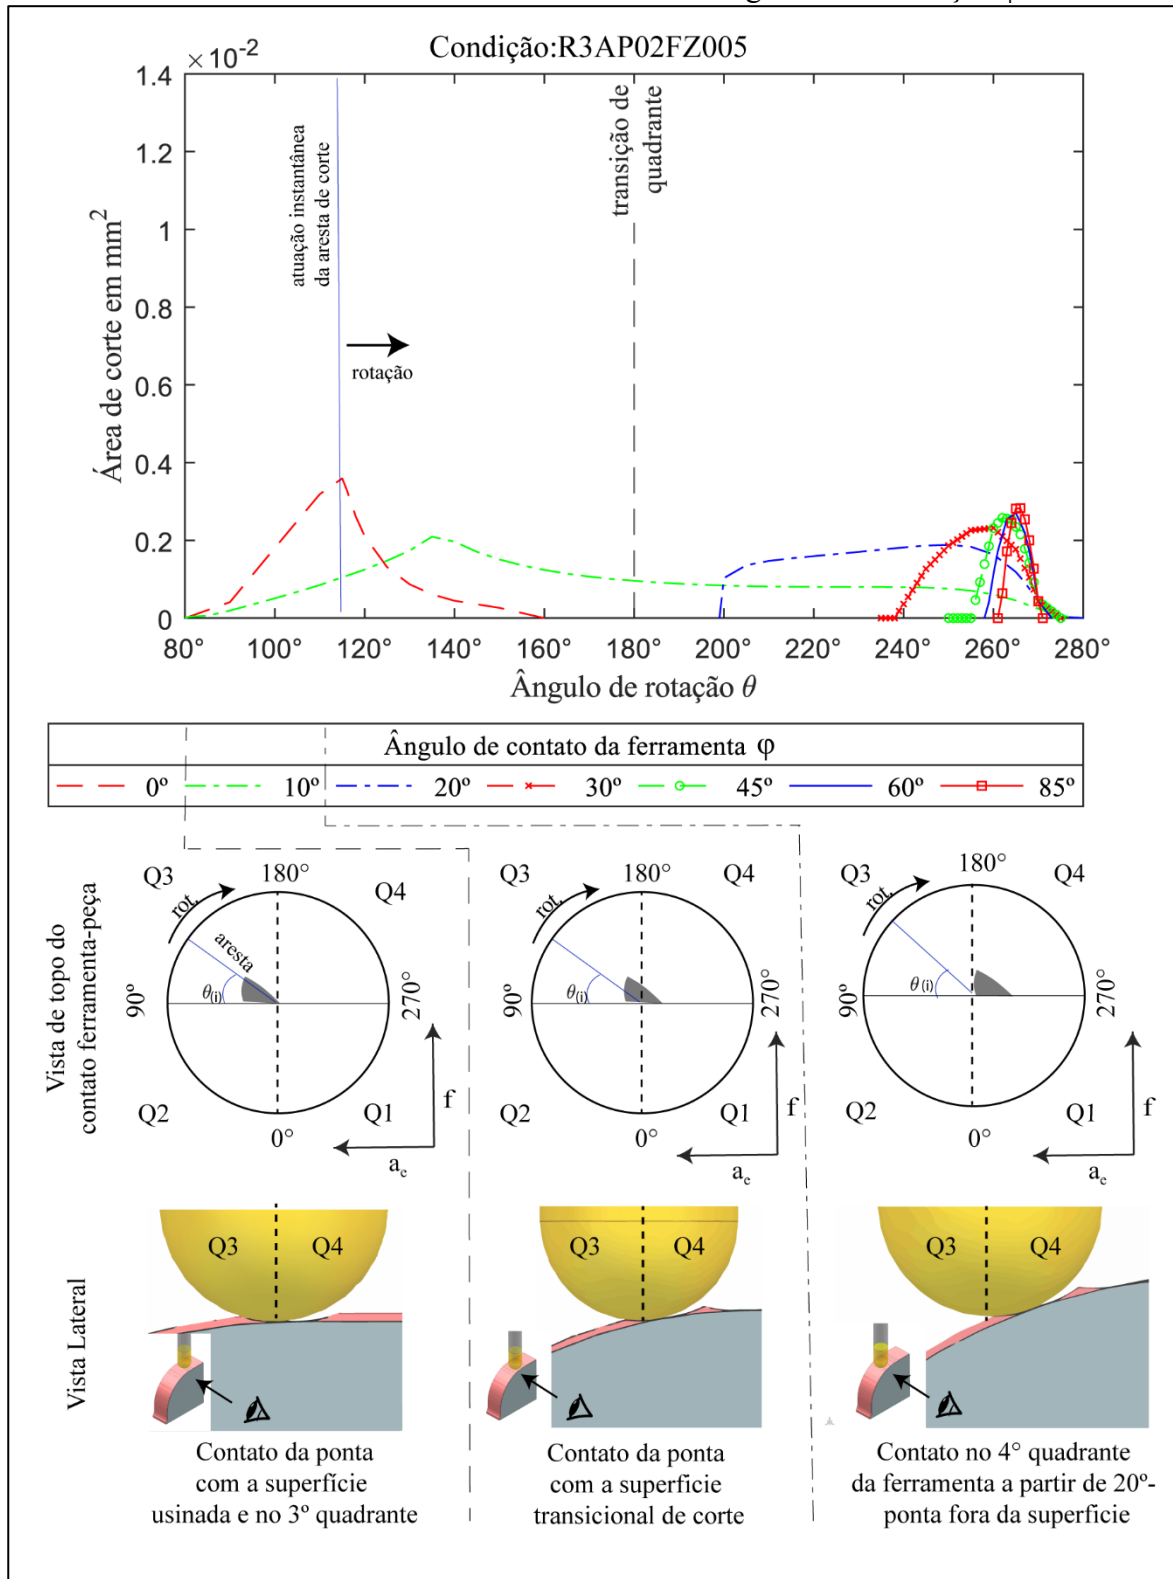 Condição:R3AP02FZ005
×10⁻²
1.4
1.2
1
0.8
0.6
0.4
0.2
0
Área de corte em mm²
atuação instantânea
da aresta de corte
rotação
transição de
quadrante
80° 100° 120° 140° 160° 180° 200° 220° 240° 260° 280°
Ângulo de rotação θ
Ângulo de contato da ferramenta φ
0º 10º 20º 30º 45º 60º 85º
Vista de topo do
contato ferramenta-peça
Q3 180° Q4
rot.
aresta
θ(i)
90º 270°
Q2 Q1
0°
f
aₑ
Q3 180° Q4
rot.
θ(i)
90° 270°
Q2 Q1
0°
f
aₑ
Q3 180° Q4
rot.
θ(i)
90° 270°
Q2 Q1
0°
f
aₑ
Vista Lateral
Q3 Q4
Q3 Q4
Q3 Q4
Contato da ponta
com a superfície
usinada e no 3º quadrante
Contato da ponta
com a superficie
transicional de corte
Contato no 4° quadrante
da ferramenta a partir de 20º-
ponta fora da superficie